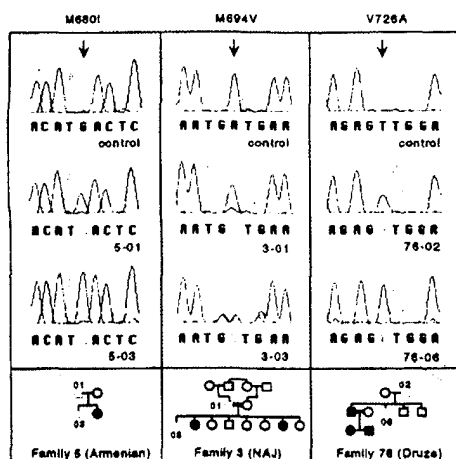 M680I M694V V726A
ACATGACTC AATGATGAA AGAGTTGGA
control control control
ACAT ACTC AATG TGAA AGAG TGGA
5-01 3-01 76-02
ACAT ACTC AATG TGAA AGAG TGGA
5-03 3-03 76-06
01 01 02
03 03 06
Family 5 (Armenian) Family 3 (NAJ) Family 76 (Druze)